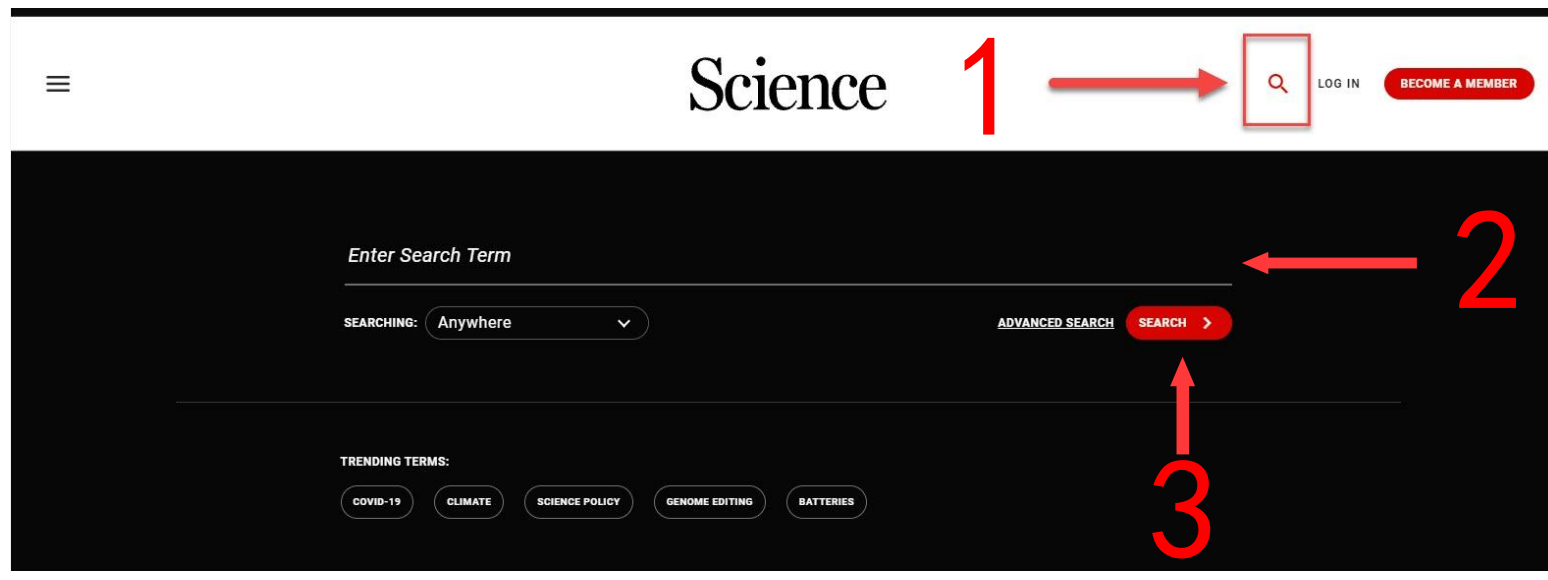 Science
1
LOG IN
BECOME A MEMBER
Enter Search Term
2
SEARCHING: Anywhere
ADVANCED SEARCH
SEARCH
3
TRENDING TERMS:
COVID-19
CLIMATE
SCIENCE POLICY
GENOME EDITING
BATTERIES